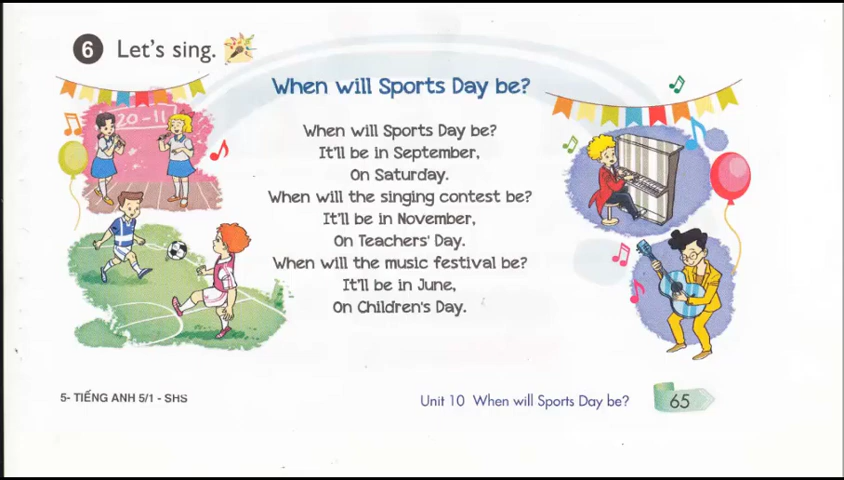 6 Let's sing.
When will Sports Day be?
20-11
When will Sports Day be?
It'll be in September,
On Saturday.
When will the singing contest be?
It'll be in November,
On Teachers' Day.
When will the music festival be?
It'll be in June,
On Children's Day.
5- TIẾNG ANH 5/1 - SHS
Unit 10 When will Sports Day be?
65